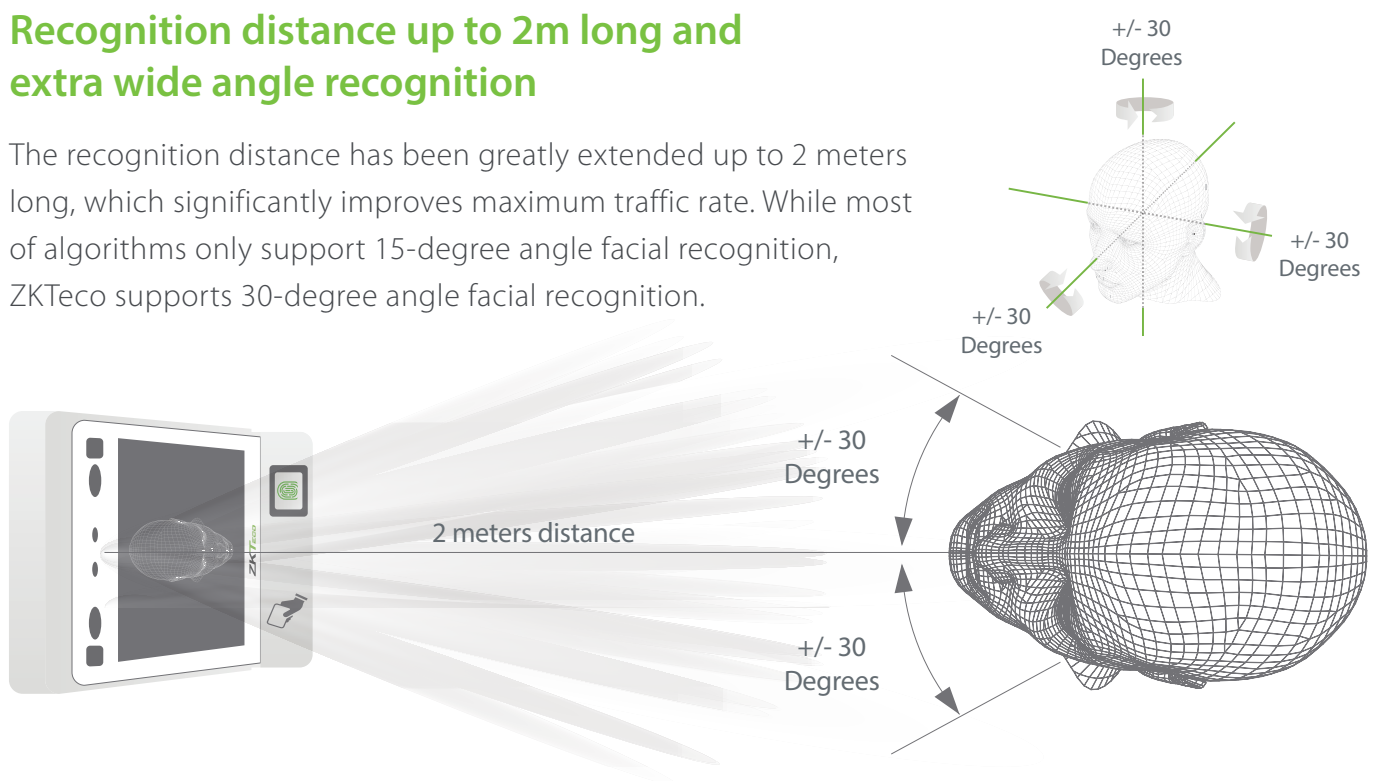 Recognition distance up to 2m long and
extra wide angle recognition
The recognition distance has been greatly extended up to 2 meters
long, which significantly improves maximum traffic rate. While most
of algorithms only support 15-degree angle facial recognition,
ZKTeco supports 30-degree angle facial recognition.
+/- 30
Degrees
+/- 30
Degrees
+/- 30
Degrees
+/- 30
Degrees
2 meters distance
ZKTECO
+/- 30
Degrees